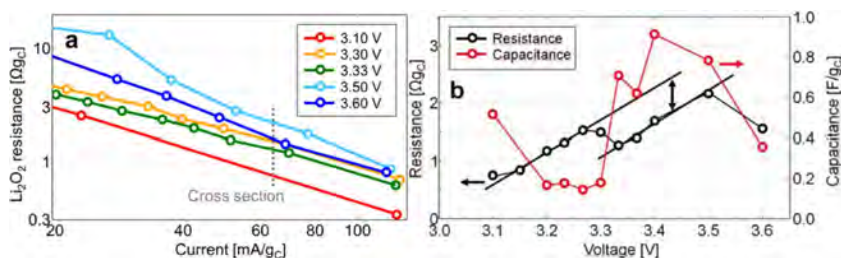 a
10
3
1
0.3
Li₂O₂ resistance [Ωgc]
3.10 V
3.30 V
3.33 V
3.50 V
3.60 V
Cross section
20 40 60 80 100
Current [mA/gc]
b
Resistance
Capacitance
3
2
1
0
Resistance [Ωgc]
1.0
0.8
0.6
0.4
0.2
0
Capacitance [F/gc]
3.0 3.1 3.2 3.3 3.4 3.5 3.6
Voltage [V]